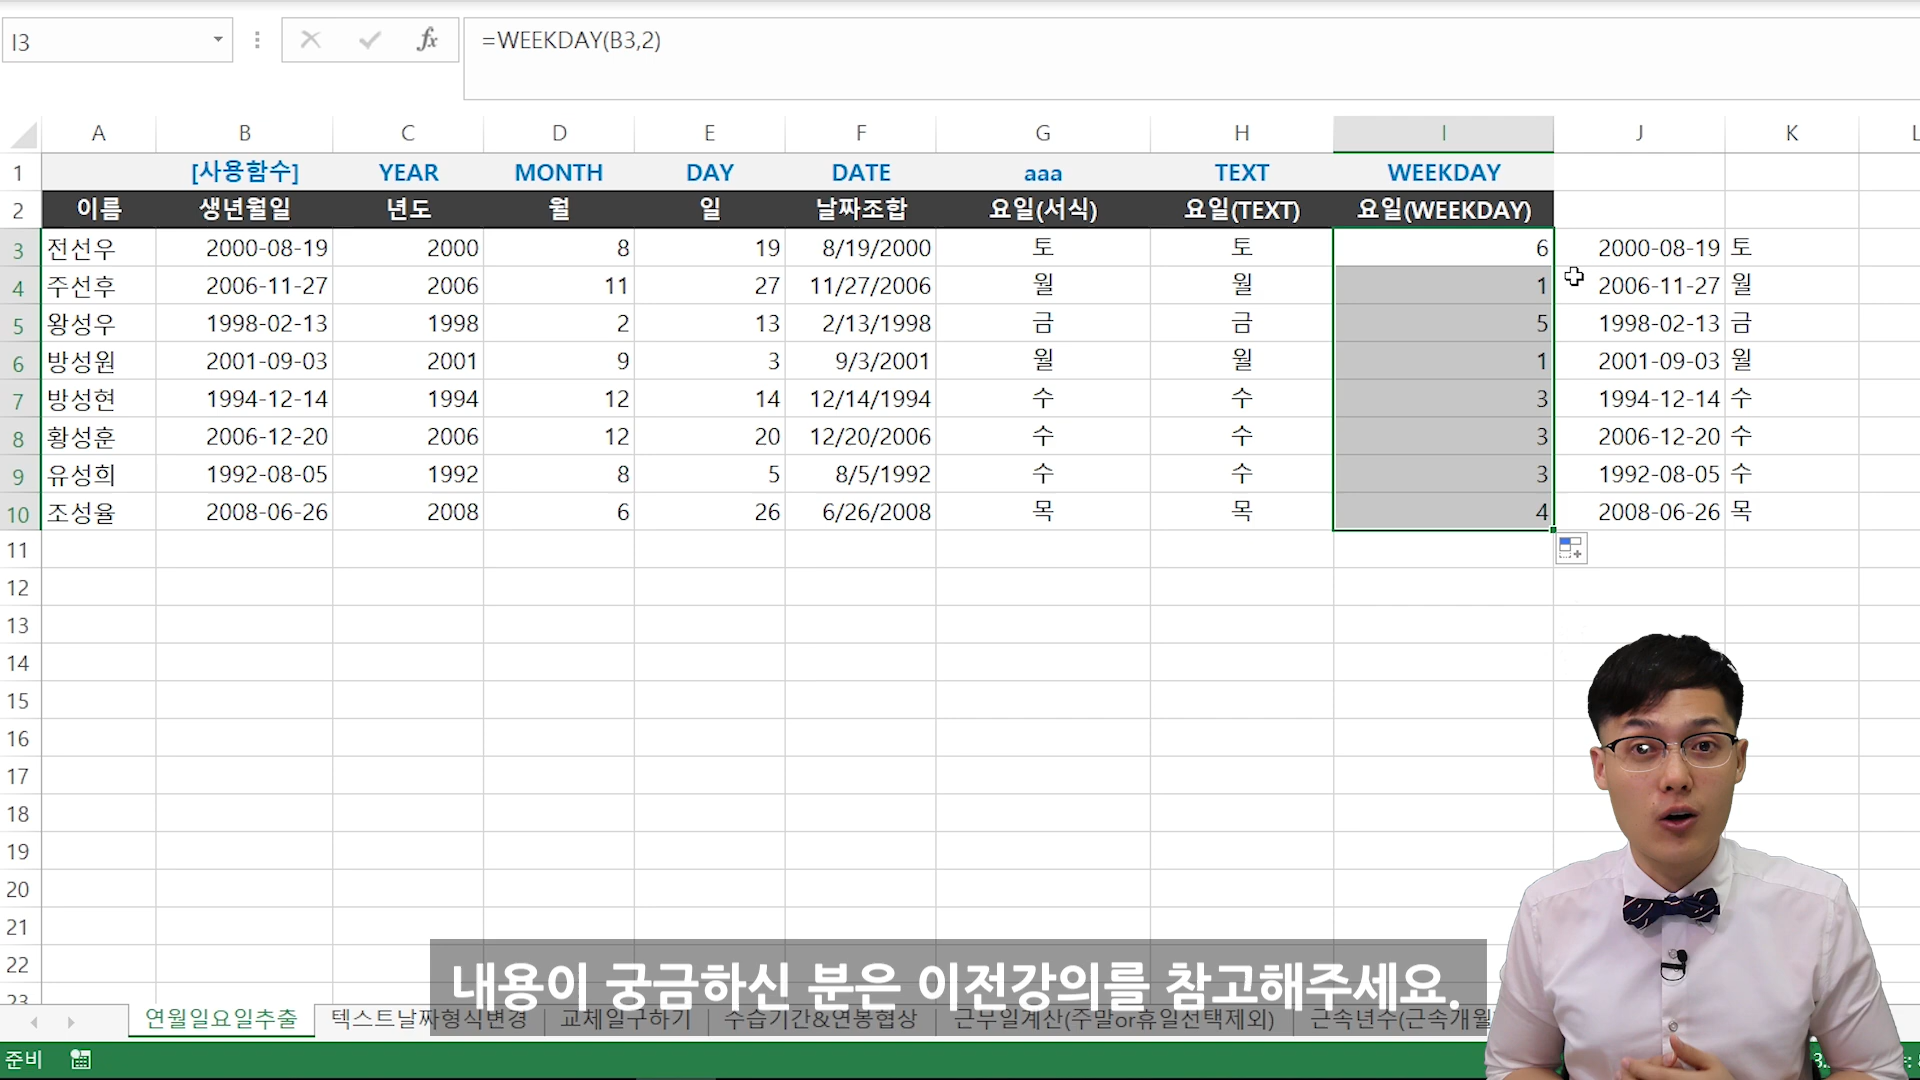 I3 fx =WEEKDAY(B3,2)
A B C D E F G H I J K L
1 [사용함수] YEAR MONTH DAY DATE aaa TEXT WEEKDAY
2 이름 생년월일 년도 월 일 날짜조합 요일(서식) 요일(TEXT) 요일(WEEKDAY)
3 전선우 2000-08-19 2000 8 19 8/19/2000 토 토 6 2000-08-19 토
4 주선후 2006-11-27 2006 11 27 11/27/2006 월 월 1 2006-11-27 월
5 왕성우 1998-02-13 1998 2 13 2/13/1998 금 금 5 1998-02-13 금
6 방성원 2001-09-03 2001 9 3 9/3/2001 월 월 1 2001-09-03 월
7 방성현 1994-12-14 1994 12 14 12/14/1994 수 수 3 1994-12-14 수
8 황성훈 2006-12-20 2006 12 20 12/20/2006 수 수 3 2006-12-20 수
9 유성희 1992-08-05 1992 8 5 8/5/1992 수 수 3 1992-08-05 수
10 조성율 2008-06-26 2008 6 26 6/26/2008 목 목 4 2008-06-26 목
11
12
13
14
15
16
17
18
19
20
21
22
23
내용이 궁금하신 분은 이전강의를 참고해주세요.
연월일요일추출 텍스트날짜형식변경 교체일구하기 수습기간&연봉협상 근무일계산(주말or휴일선택제외) 근속년수(근속개월
준비